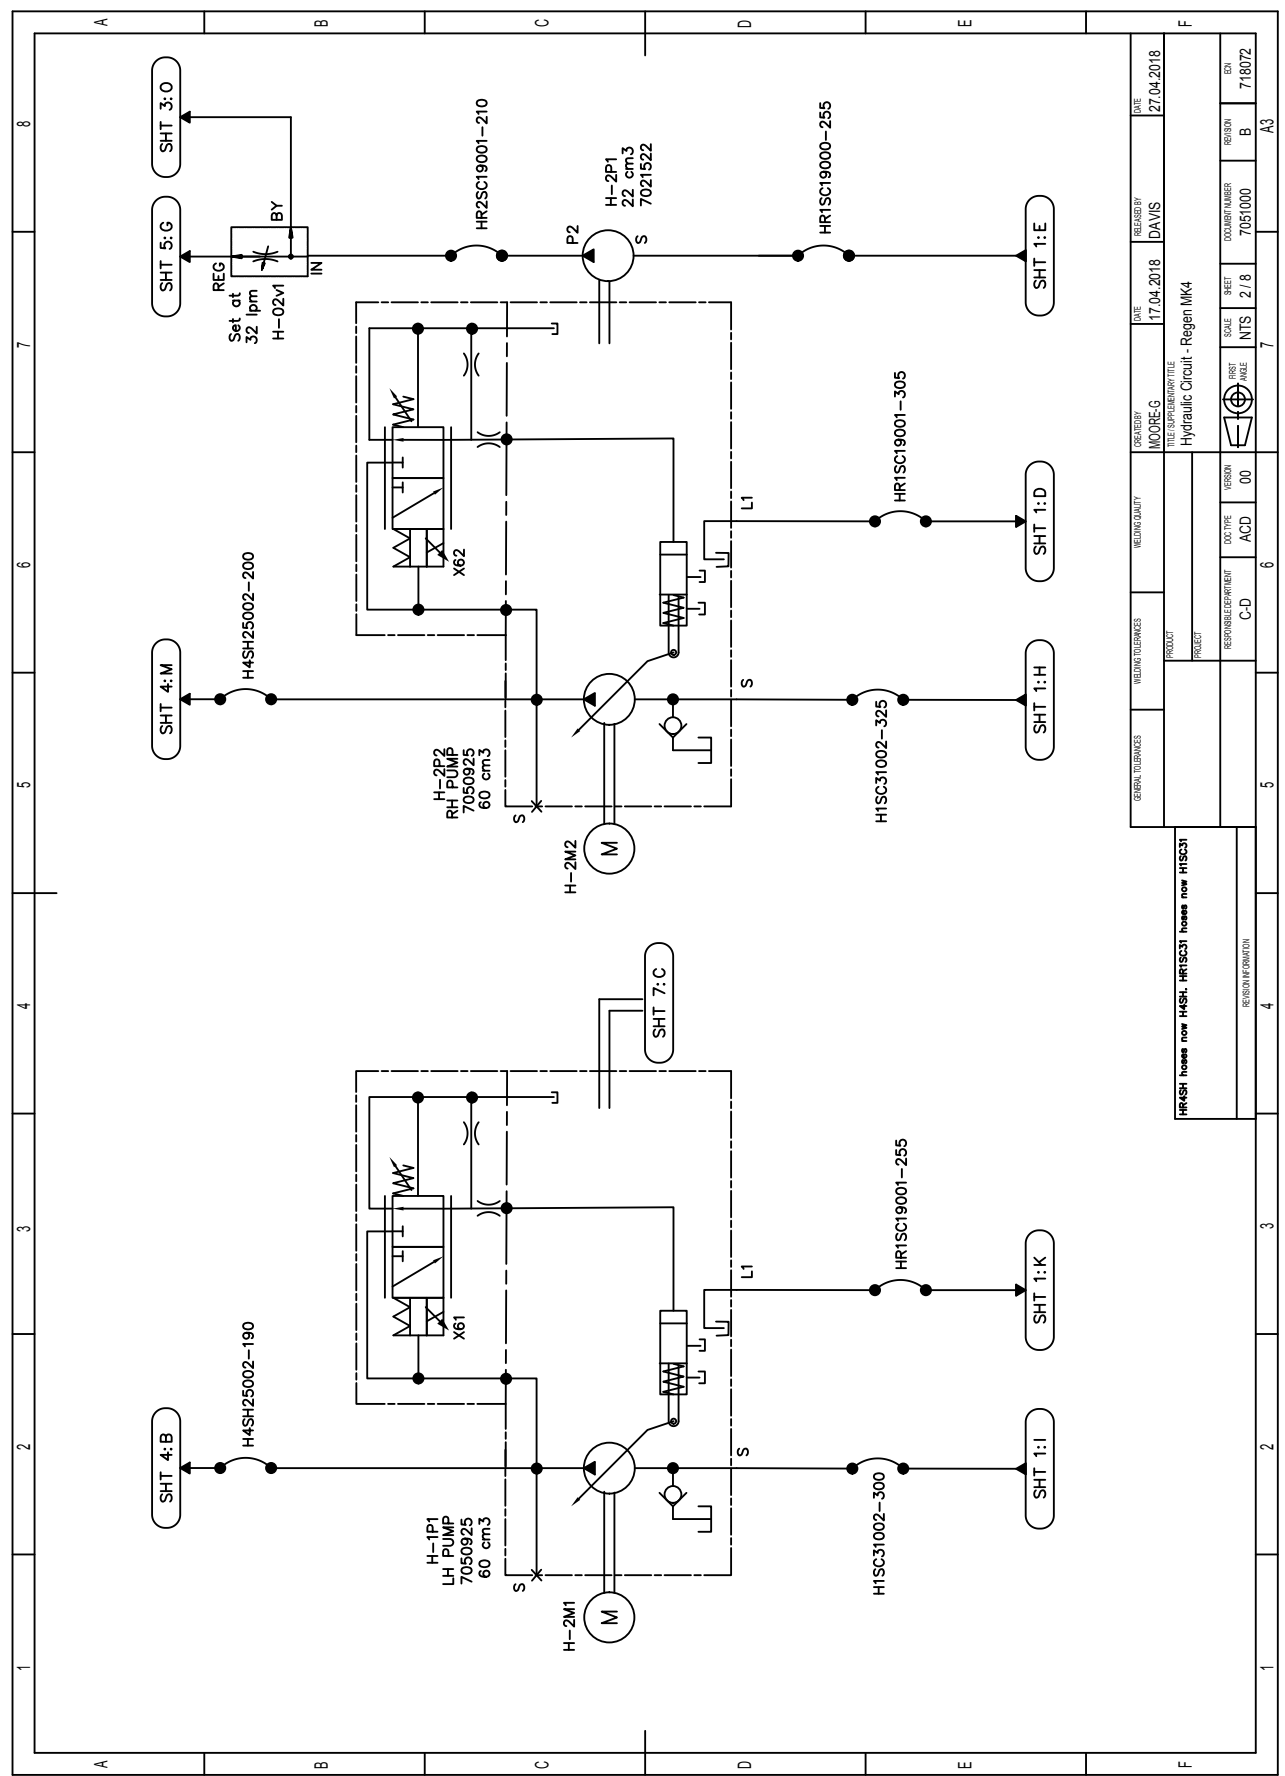 1
2
3
4
5
6
7
8
A
B
C
D
E
F
SHT 4:B
H4SH25002-190
H-1P1
LH PUMP
7050925
60 cm3
S
H-2M1
M
X61
S
L1
H1SC31002-300
HR1SC19001-255
SHT 1:I
SHT 1:K
SHT 7:C
SHT 4:M
H4SH25002-200
H-2P2
RH PUMP
7050925
60 cm3
S
H-2M2
M
X62
S
L1
H1SC31002-325
HR1SC19001-305
SHT 1:H
SHT 1:D
SHT 5:G
SHT 3:O
REG
BY
IN
Set at
32 lpm
H-02v1
HR2SC19001-210
P2
H-2P1
22 cm3
7021522
S
HR1SC19000-255
SHT 1:E
HR4SH hoses now H4SH. HR1SC31 hoses now H1SC31
REVISION INFORMATION
GENERAL TOLERANCES
WELDING TOLERANCES
WELDING QUALITY
CREATED BY
MOORE-G
DATE
17.04.2018
RELEASED BY
DAVIS
DATE
27.04.2018
PRODUCT
PROJECT
TITLE / SUPPLEMENTARY TITLE
Hydraulic Circuit - Regen MK4
RESPONSIBLE DEPARTMENT
C-D
DOC TYPE
ACD
VERSION
00
FIRST
ANGLE
SCALE
NTS
SHEET
2 / 8
DOCUMENT NUMBER
7051000
REVISION
B
ECN
718072
1
2
3
4
5
6
7
A3
A
B
C
D
E
F